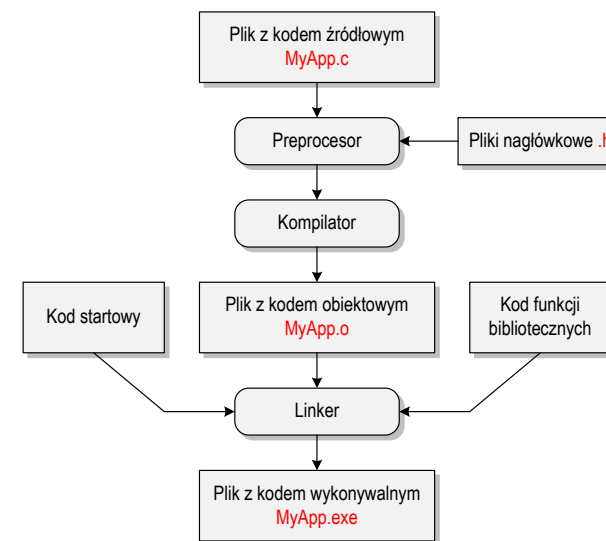 Plik z kodem źródłowym
MyApp.c
Preprocesor
Pliki nagłówkowe .h
Kompilator
Kod startowy
Plik z kodem obiektowym
MyApp.o
Kod funkcji
bibliotecznych
Linker
Plik z kodem wykonywalnym
MyApp.exe